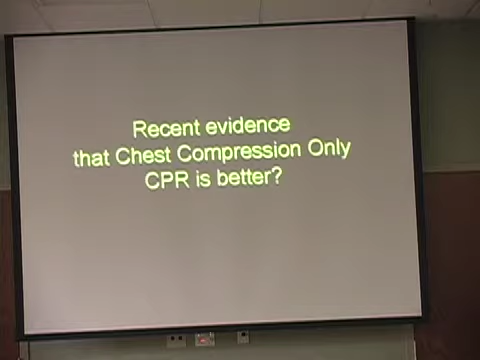 Recent evidence
that Chest Compression Only
CPR is better?